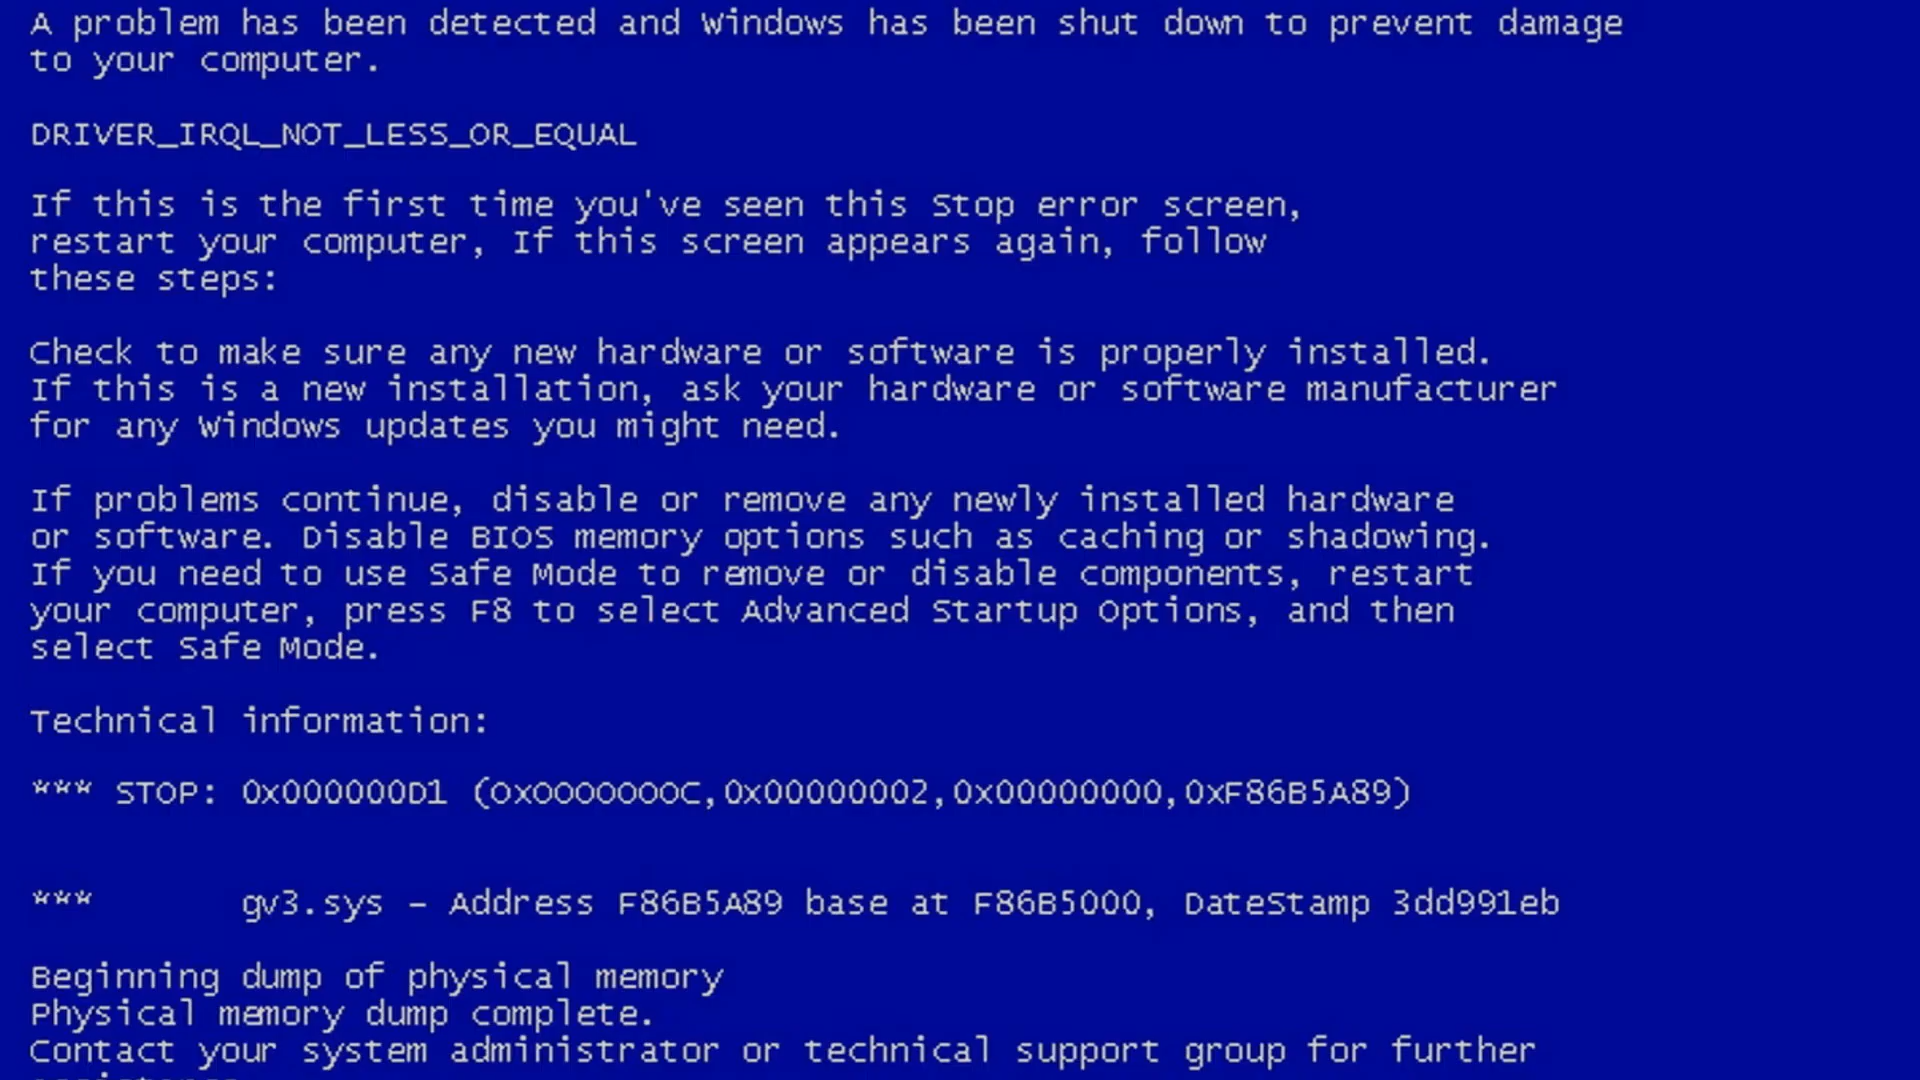 A problem has been detected and Windows has been shut down to prevent damage
to your computer.
DRIVER_IRQL_NOT_LESS_OR_EQUAL
If this is the first time you've seen this Stop error screen,
restart your computer, If this screen appears again, follow
these steps:
Check to make sure any new hardware or software is properly installed.
If this is a new installation, ask your hardware or software manufacturer
for any Windows updates you might need.
If problems continue, disable or remove any newly installed hardware
or software. Disable BIOS memory options such as caching or shadowing.
If you need to use Safe Mode to remove or disable components, restart
your computer, press F8 to select Advanced Startup Options, and then
select Safe Mode.
Technical information:
*** STOP: 0x000000D1 (0x0000000C,0x00000002,0x00000000,0xF86B5A89)
*** gv3.sys – Address F86B5A89 base at F86B5000, DateStamp 3dd991eb
Beginning dump of physical memory
Physical memory dump complete.
Contact your system administrator or technical support group for further